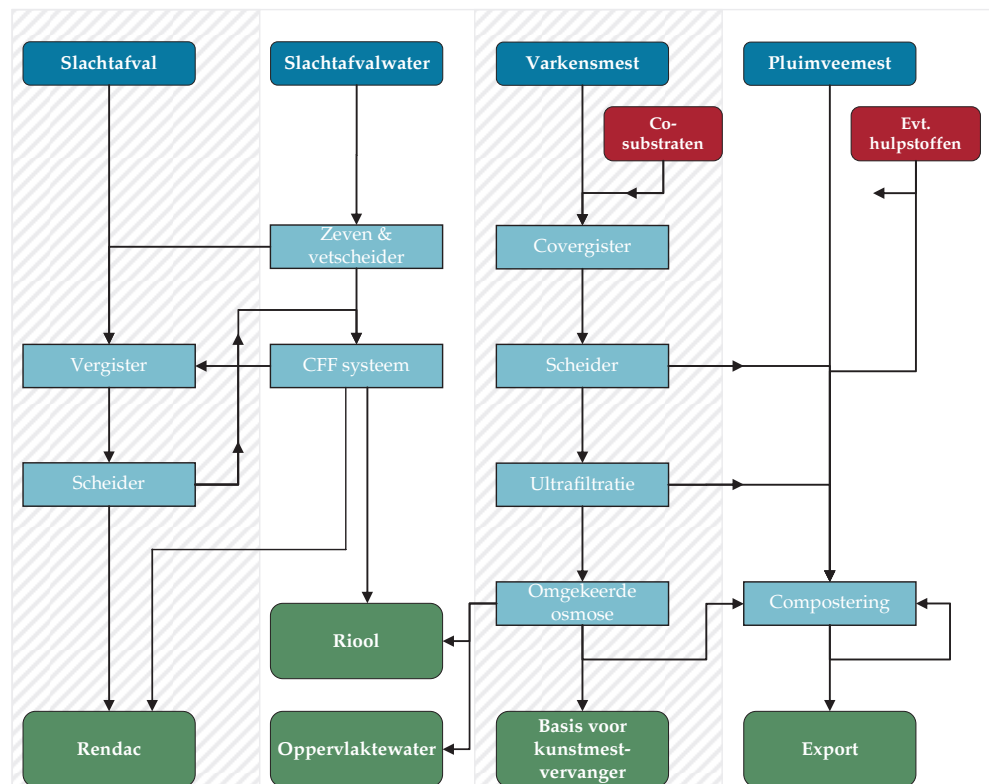 Slachtafval
Slachtafvalwater
Varkensmest
Pluimveemest
Co-
substraten
Evt.
hulpstoffen
Zeven &
vetscheider
Covergister
Vergister
CFF systeem
Scheider
Scheider
Ultrafiltratie
Omgekeerde
osmose
Compostering
Riool
Rendac
Oppervlaktewater
Basis voor
kunstmest-
vervanger
Export